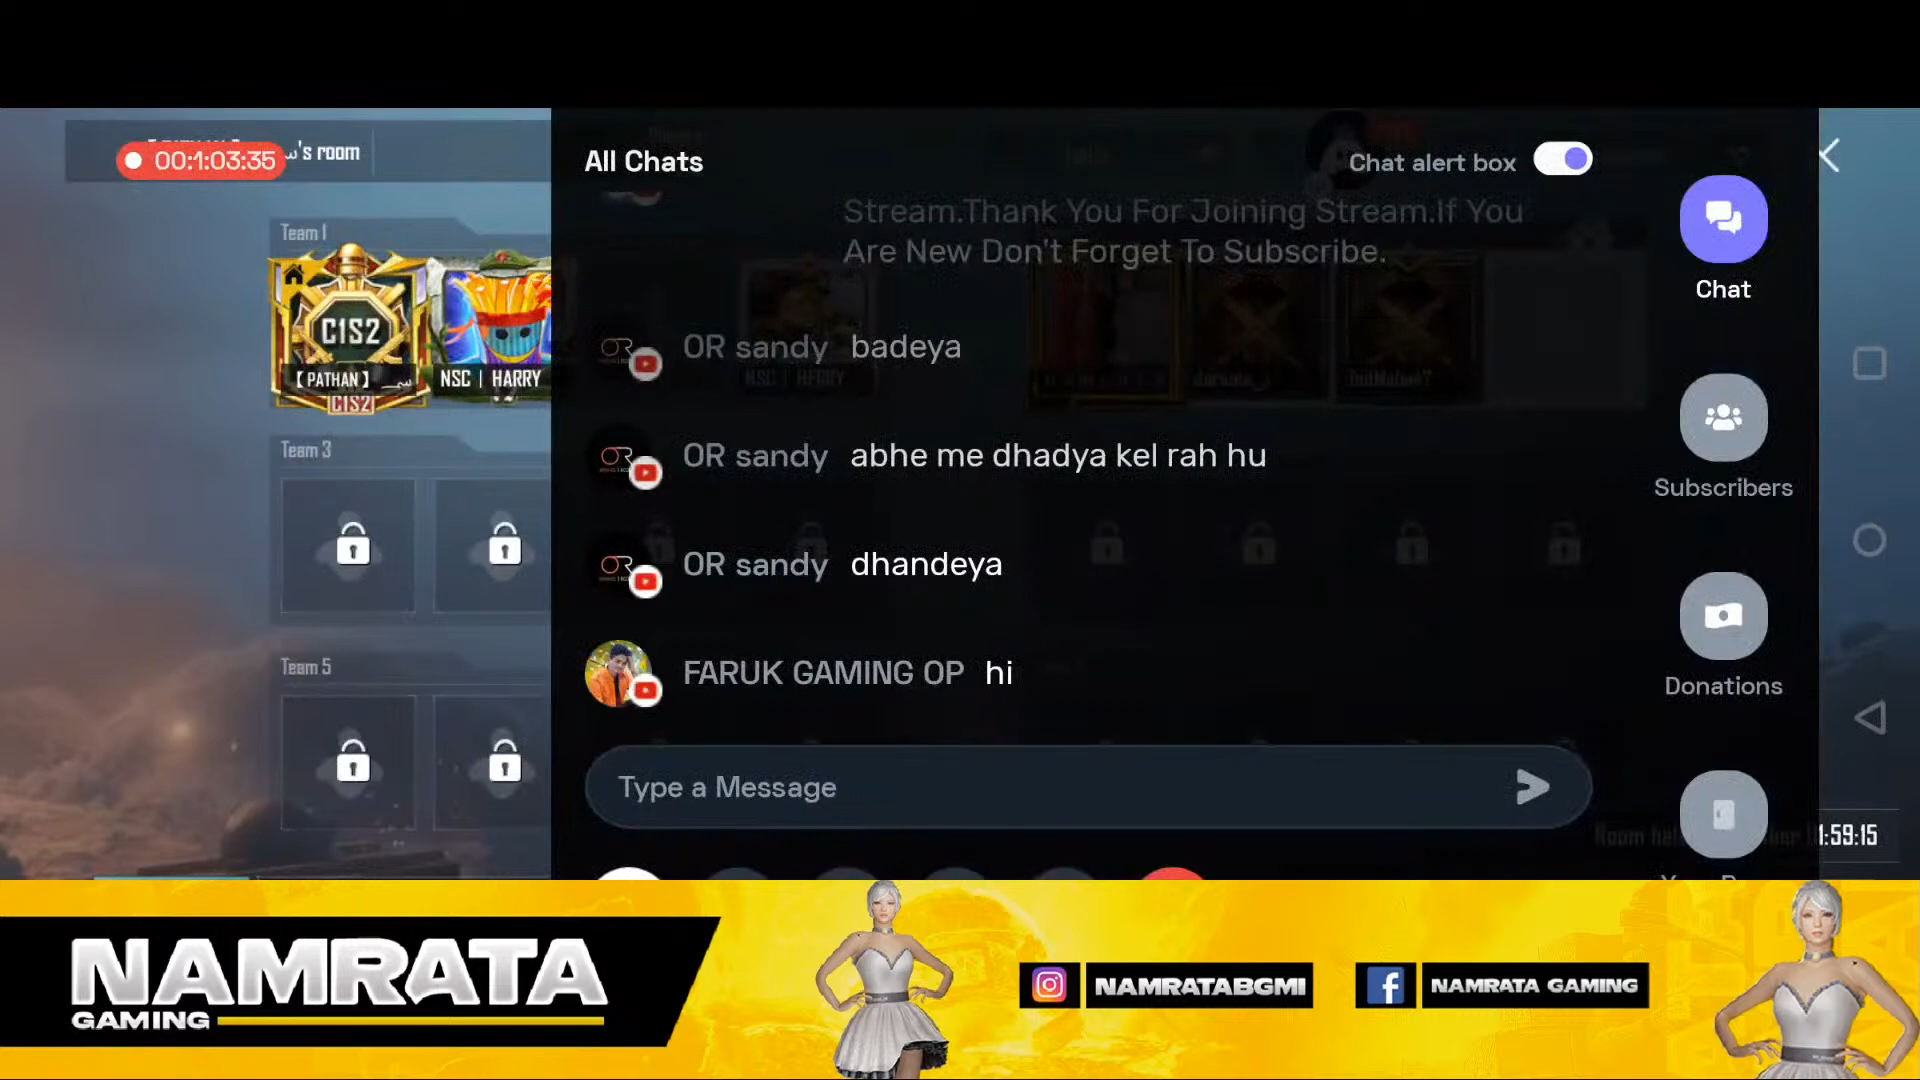 00:1:03:35
's room
All Chats
Chat alert box
Stream.Thank You For Joining Stream.If You
Are New Don't Forget To Subscribe.
Chat
Team 1
C1S2
【 PATHAN 】
C1S2
NSC | HARRY
OR sandy badeya
OR sandy abhe me dhadya kel rah hu
Subscribers
Team 3
OR sandy dhandeya
Team 5
FARUK GAMING OP hi
Donations
Type a Message
1:59:15
NAMRATA
GAMING
NAMRATABGMI
NAMRATA GAMING